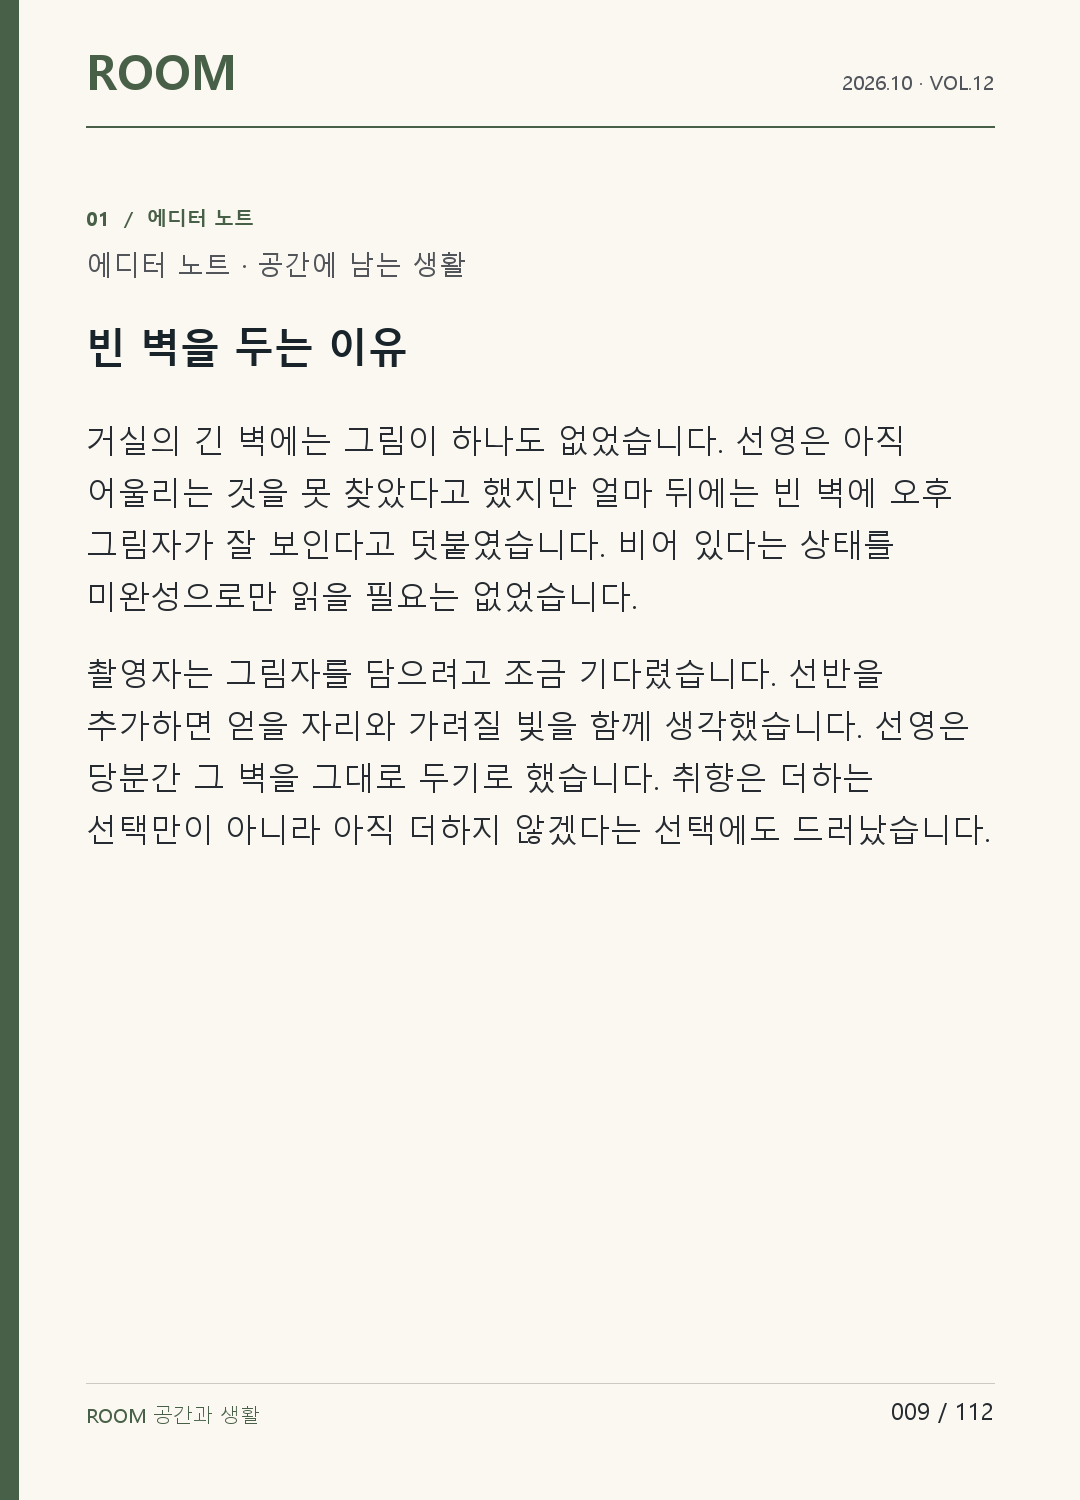 ROOM
2026.10 · VOL.12
01 / 에디터 노트
에디터 노트 · 공간에 남는 생활
빈 벽을 두는 이유
거실의 긴 벽에는 그림이 하나도 없었습니다. 선영은 아직
어울리는 것을 못 찾았다고 했지만 얼마 뒤에는 빈 벽에 오후
그림자가 잘 보인다고 덧붙였습니다. 비어 있다는 상태를
미완성으로만 읽을 필요는 없었습니다.
촬영자는 그림자를 담으려고 조금 기다렸습니다. 선반을
추가하면 얻을 자리와 가려질 빛을 함께 생각했습니다. 선영은
당분간 그 벽을 그대로 두기로 했습니다. 취향은 더하는
선택만이 아니라 아직 더하지 않겠다는 선택에도 드러났습니다.
ROOM 공간과 생활
009 / 112